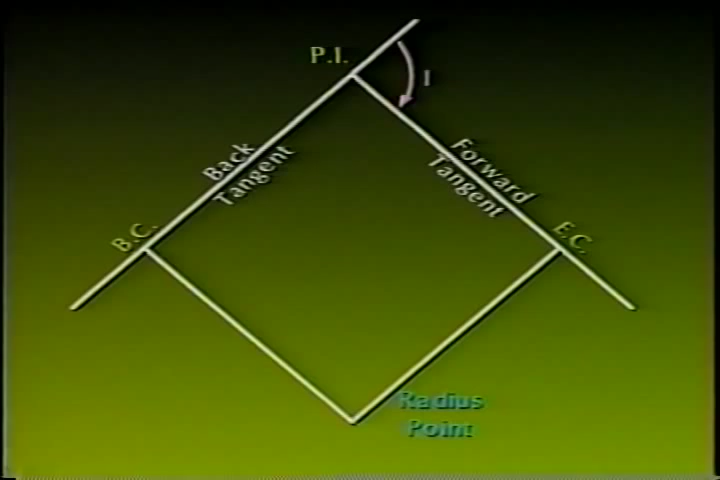 P.I.
I
Back
Tangent
Forward
Tangent
B.C.
E.C.
Radius
Point